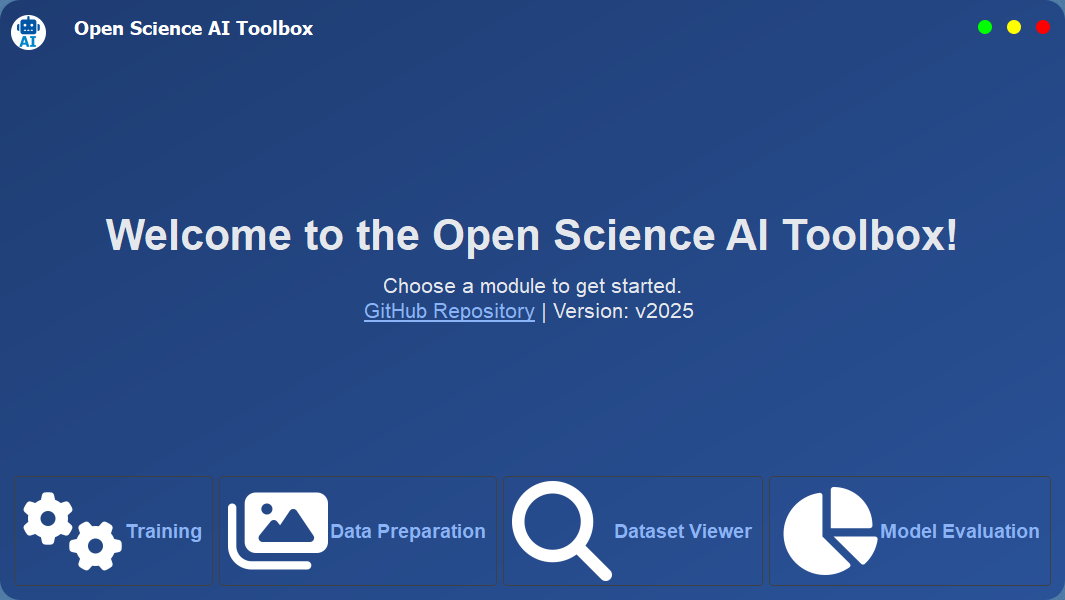 AI
Open Science AI Toolbox
Welcome to the Open Science AI Toolbox!
Choose a module to get started.
GitHub Repository | Version: v2025
Training
Data Preparation
Dataset Viewer
Model Evaluation